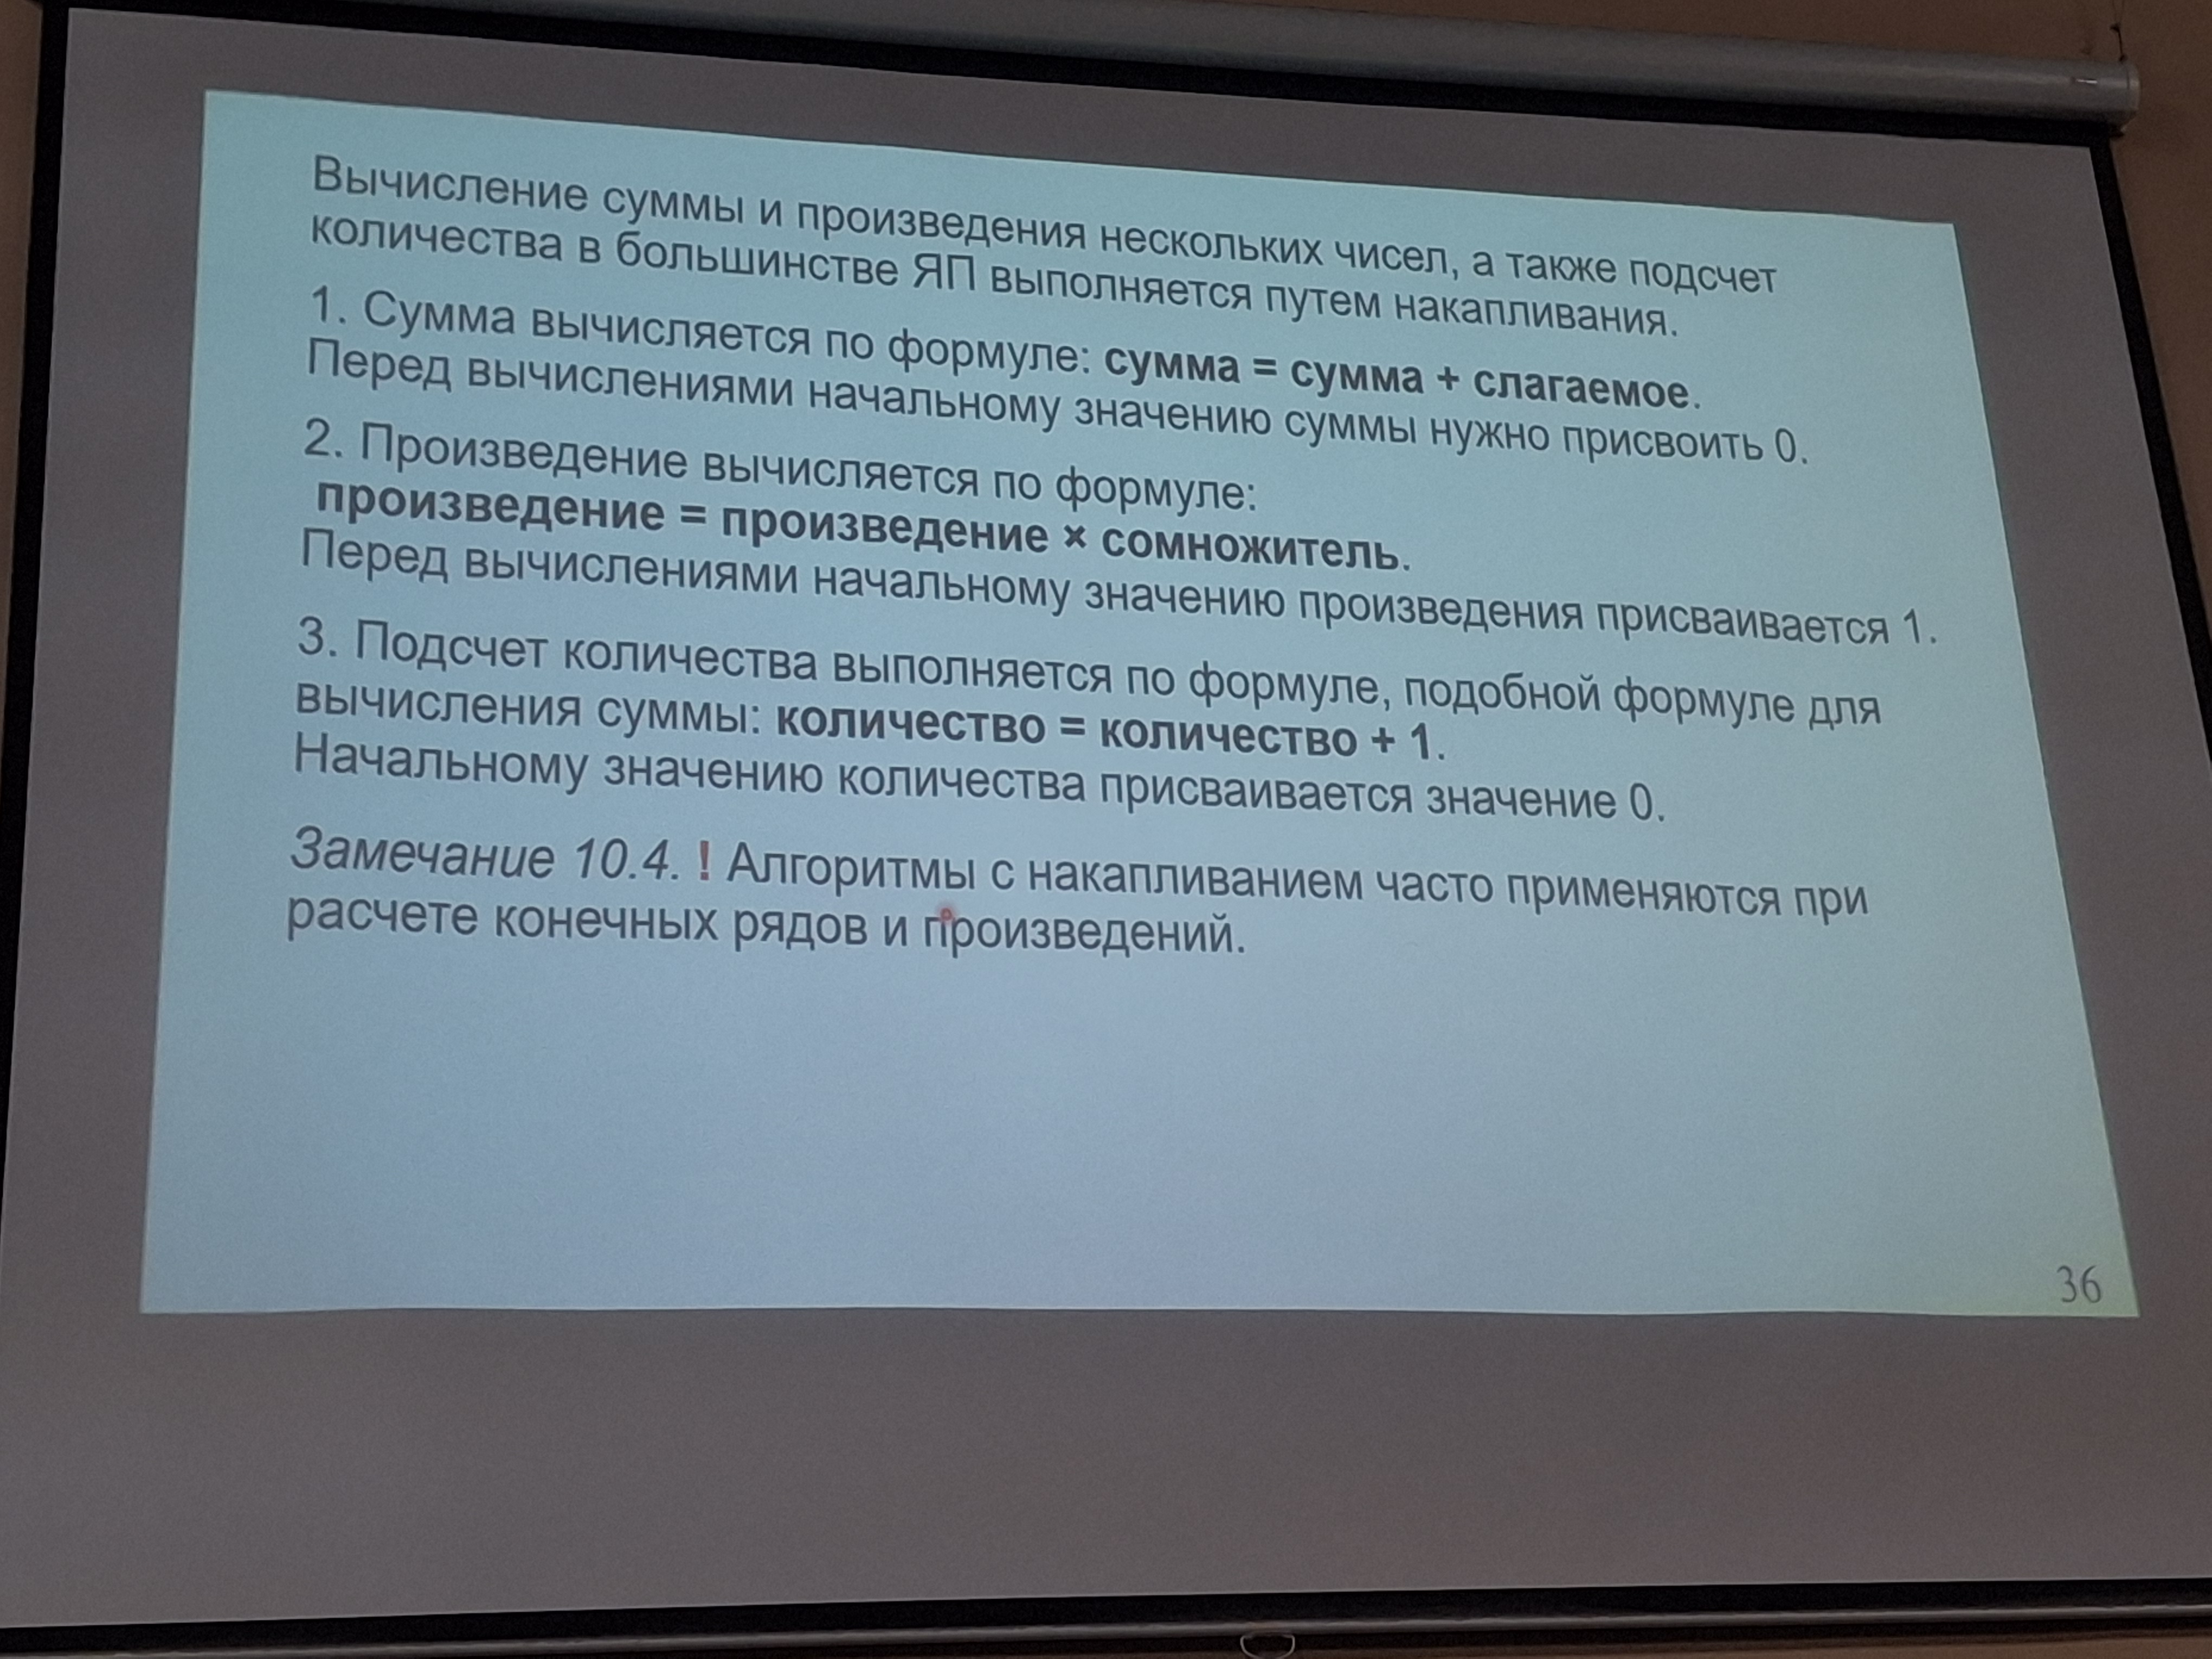 Вычисление суммы и произведения нескольких чисел, а также подсчет
количества в большинстве ЯП выполняется путем накапливания.
1. Сумма вычисляется по формуле: сумма = сумма + слагаемое.
Перед вычислениями начальному значению суммы нужно присвоить 0.
2. Произведение вычисляется по формуле:
произведение = произведение × сомножитель.
Перед вычислениями начальному значению произведения присваивается 1.
3. Подсчет количества выполняется по формуле, подобной формуле для
вычисления суммы: количество = количество + 1.
Начальному значению количества присваивается значение 0.
Замечание 10.4. ! Алгоритмы с накапливанием часто применяются при
расчете конечных рядов и произведений.
36